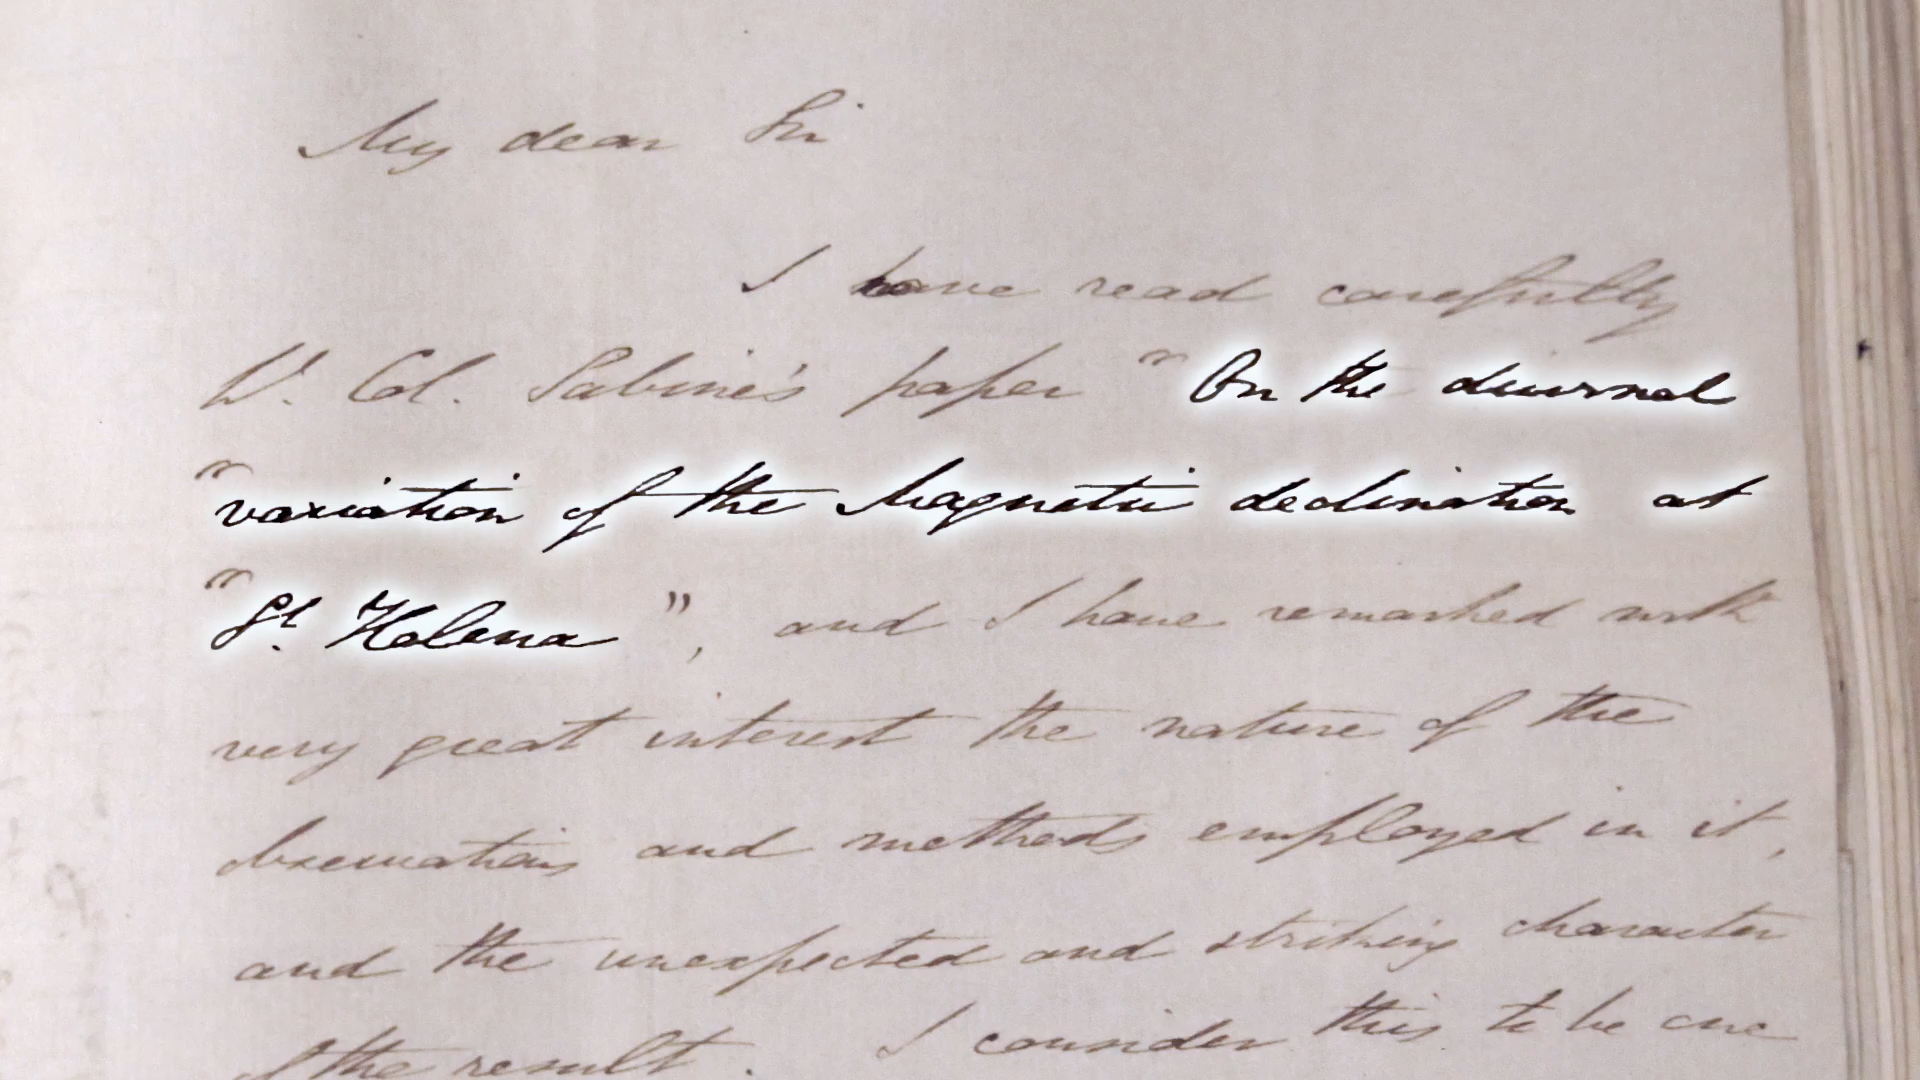 My dear Sir
I have read carefully
Lt. Col. Sabine's paper "On the diurnal
"variation of the Magnetic declination at
"St. Helena", and I have remarked with
very great interest the nature of the
observations and methods employed in it,
and the unexpected and striking character
of the result. I consider this to be one